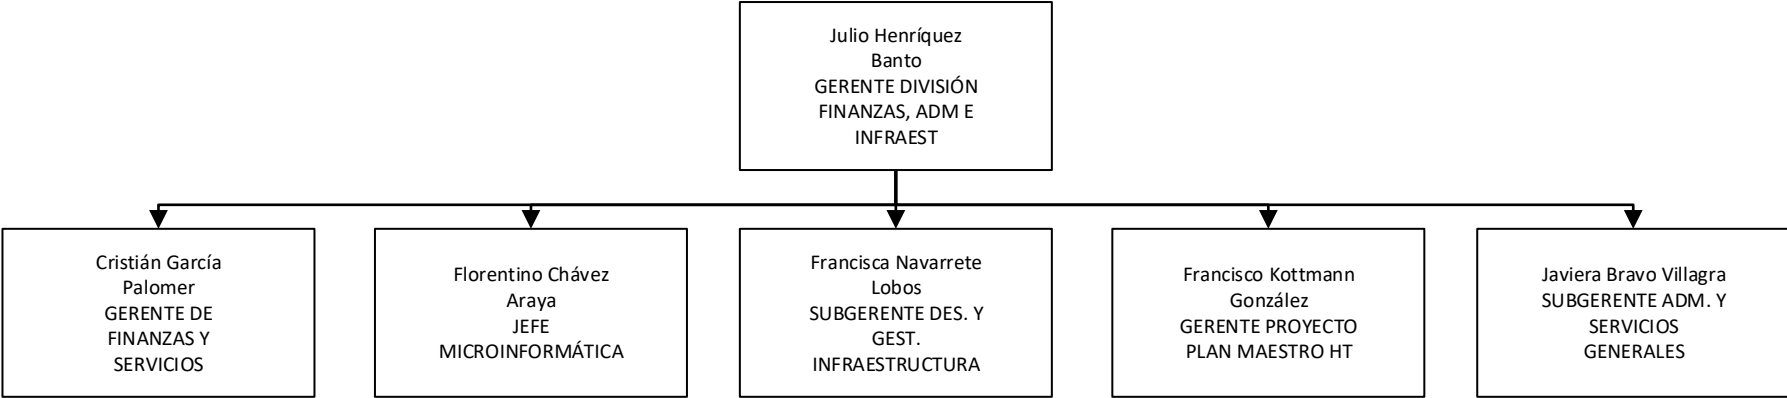 Julio Henríquez
Banto
GERENTE DIVISIÓN
FINANZAS, ADM E
INFRAEST
Cristián García
Palomer
GERENTE DE
FINANZAS Y
SERVICIOS
Florentino Chávez
Araya
JEFE
MICROINFORMÁTICA
Francisca Navarrete
Lobos
SUBGERENTE DES. Y
GEST.
INFRAESTRUCTURA
Francisco Kottmann
González
GERENTE PROYECTO
PLAN MAESTRO HT
Javiera Bravo Villagra
SUBGERENTE ADM. Y
SERVICIOS
GENERALES